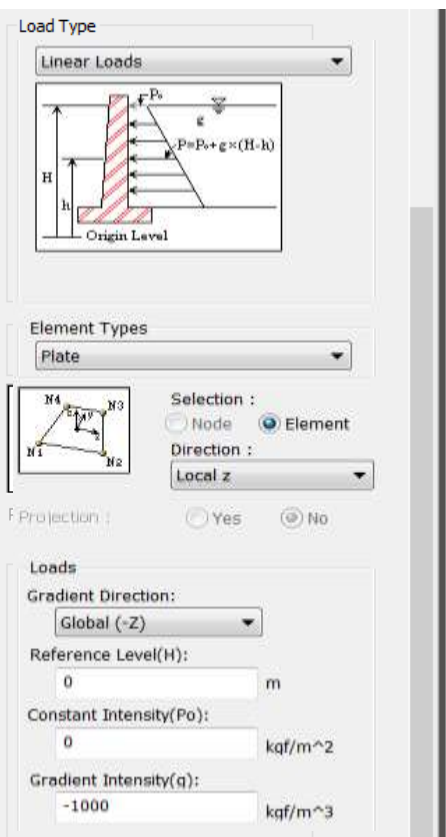 Load Type
Linear Loads
Po
g
P=Po+g×(H-h)
H
h
Origin Level
Element Types
Plate
N4
N3
N1
N2
Selection :
Node Element
Direction :
Local z
Projection : Yes No
Loads
Gradient Direction:
Global (-Z)
Reference Level(H):
0 m
Constant Intensity(Po):
0 kgf/m^2
Gradient Intensity(g):
-1000 kgf/m^3